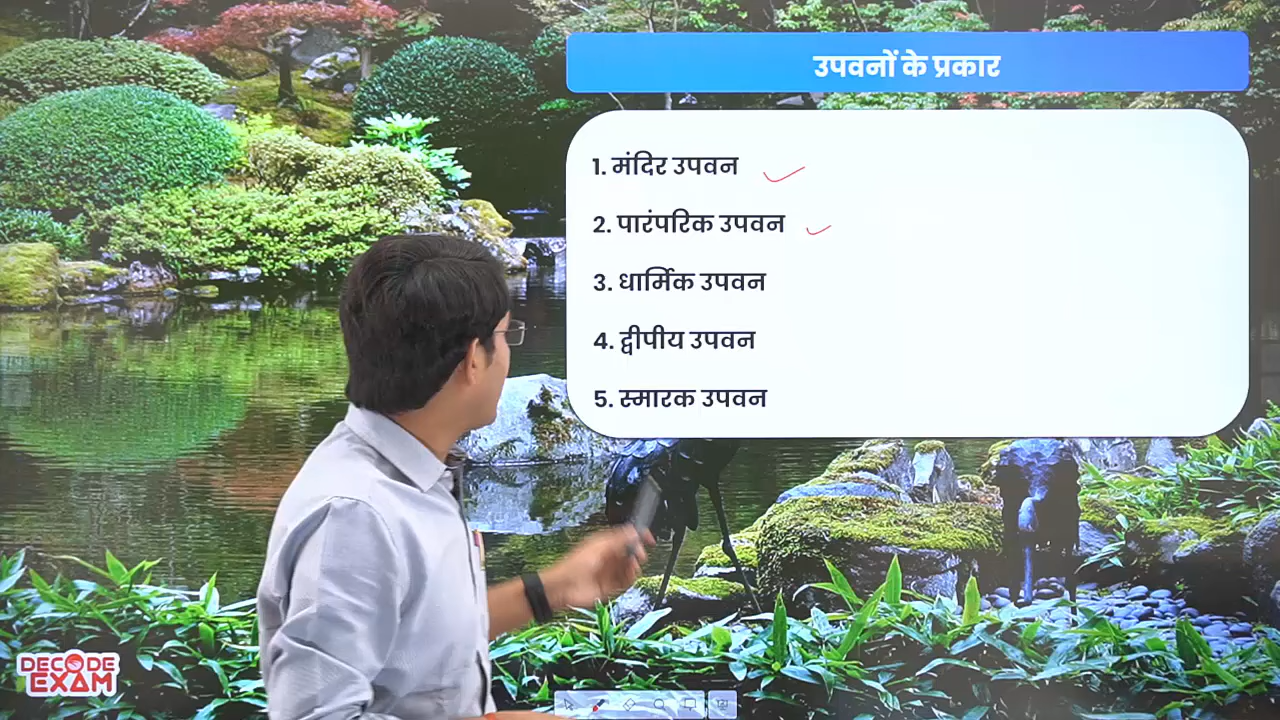 उपवनों के प्रकार
1. मंदिर उपवन
2. पारंपरिक उपवन
3. धार्मिक उपवन
4. द्वीपीय उपवन
5. स्मारक उपवन
DECODE
EXAM